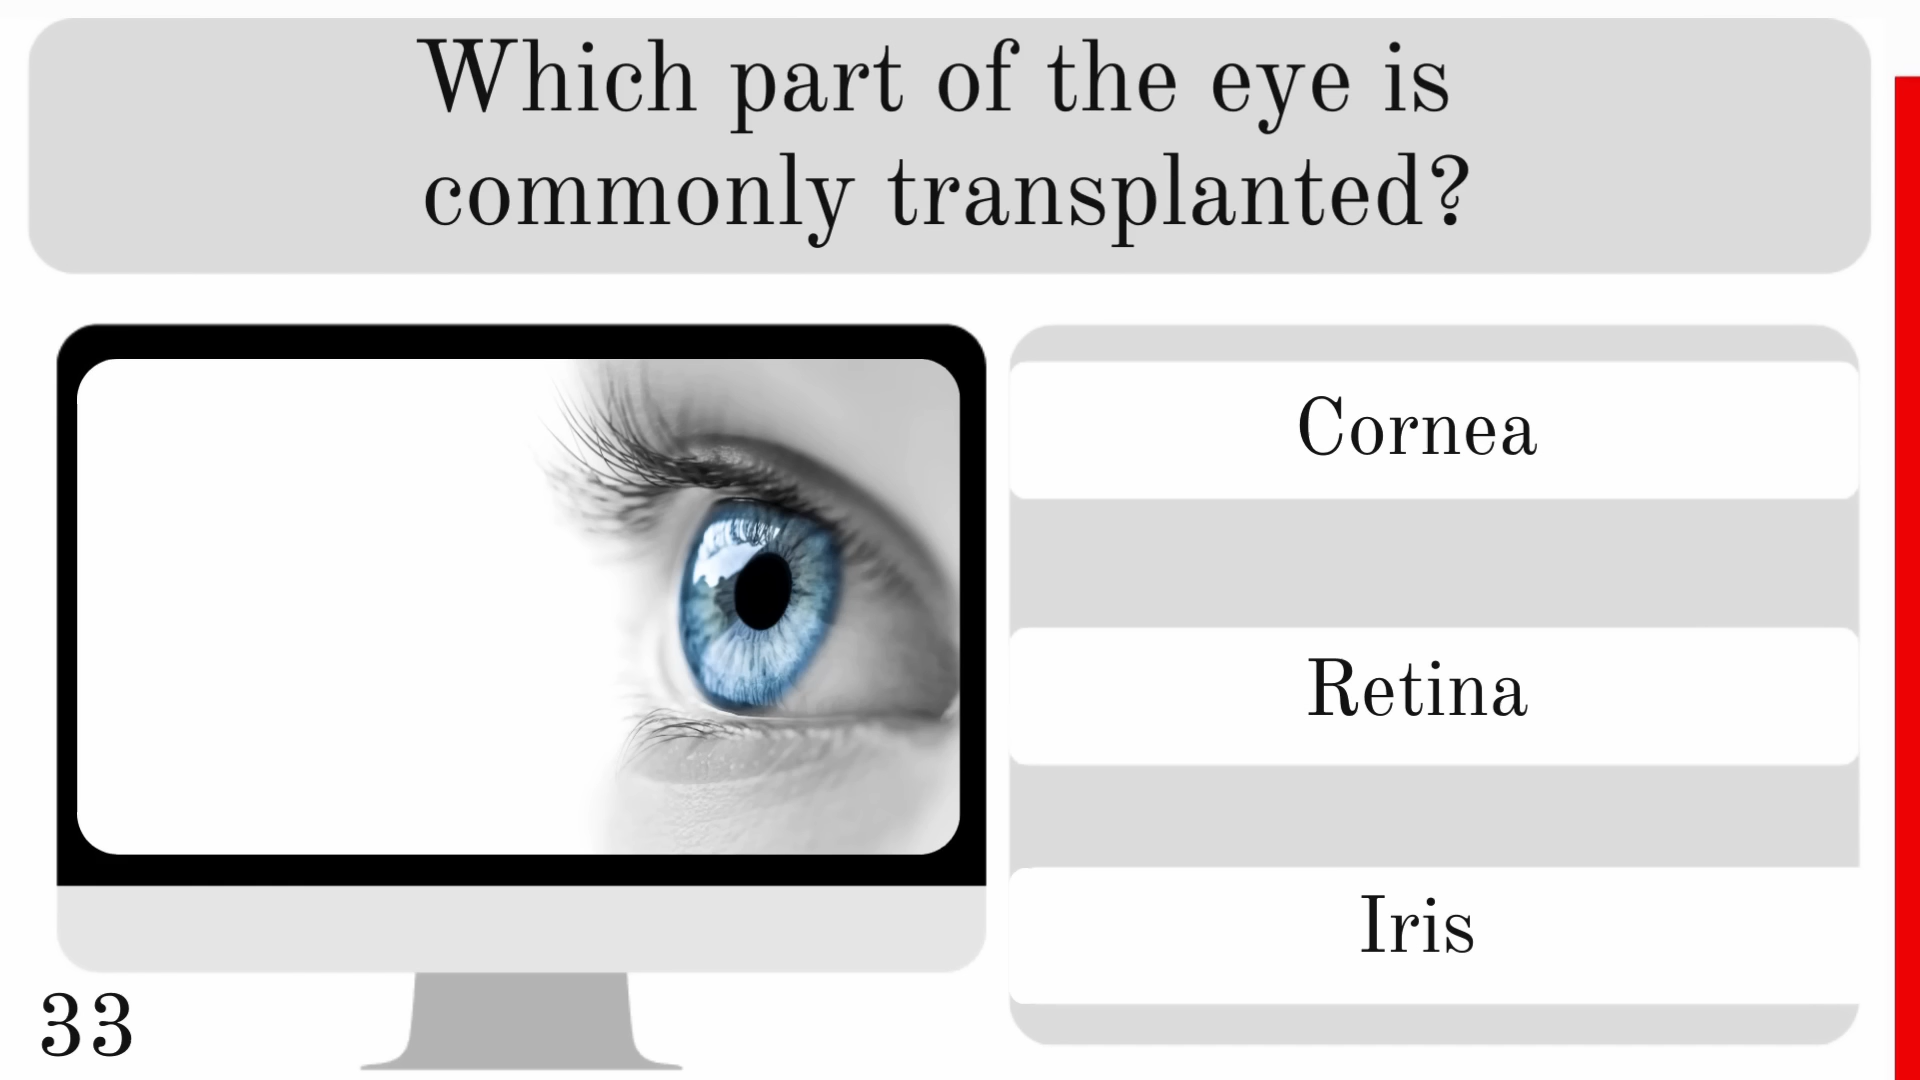 Which part of the eye is
commonly transplanted?
Cornea
Retina
Iris
33